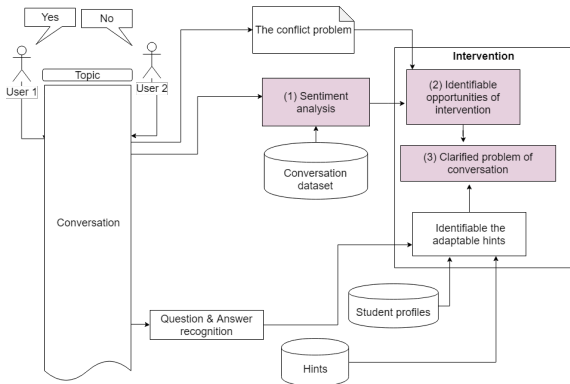 Yes
No
The conflict problem
Intervention
Topic
User 1
User 2
(1) Sentiment
analysis
(2) Identifiable
opportunities of
intervention
(3) Clarified problem of
conversation
Conversation
dataset
Conversation
Identifiable the
adaptable hints
Question & Answer
recognition
Student profiles
Hints